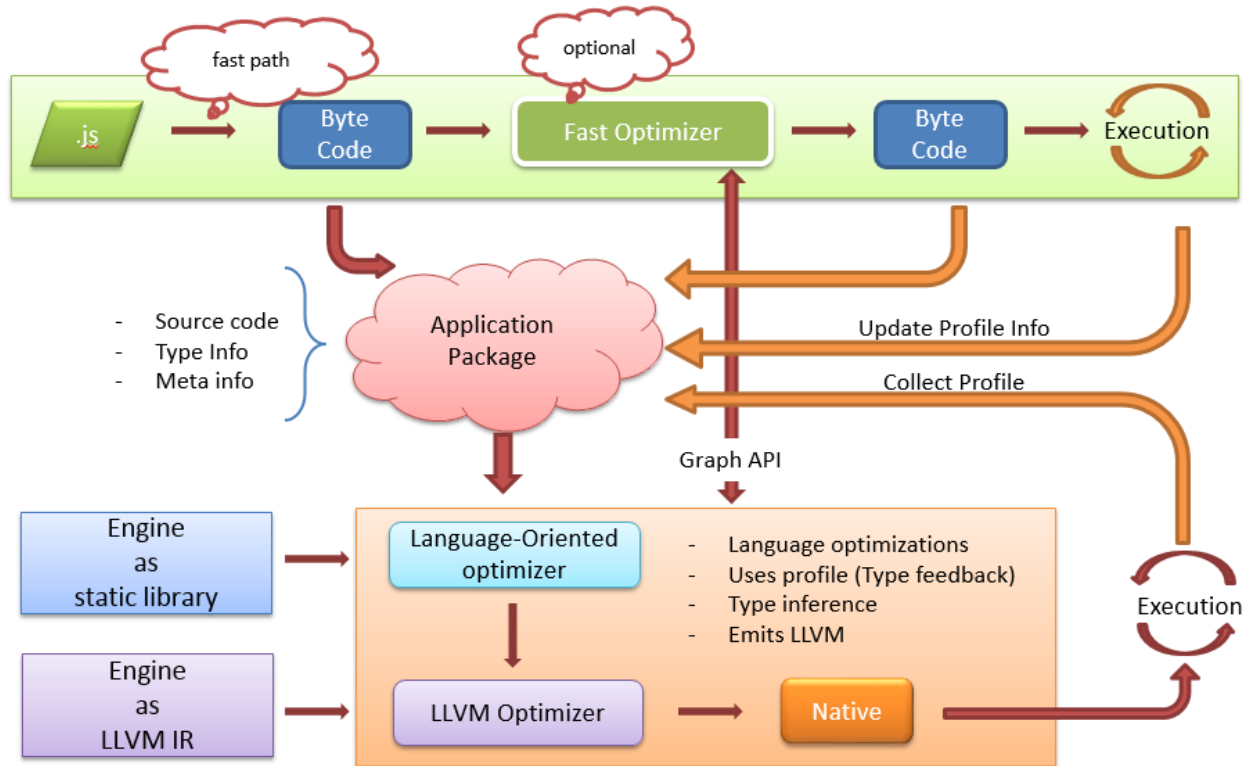 fast path
optional
.js
Byte
Code
Fast Optimizer
Byte
Code
Execution
- Source code
- Type Info
- Meta info
Application
Package
Update Profile Info
Collect Profile
Graph API
Engine
as
static library
Language-Oriented
optimizer
- Language optimizations
- Uses profile (Type feedback)
- Type inference
- Emits LLVM
Execution
Engine
as
LLVM IR
LLVM Optimizer
Native